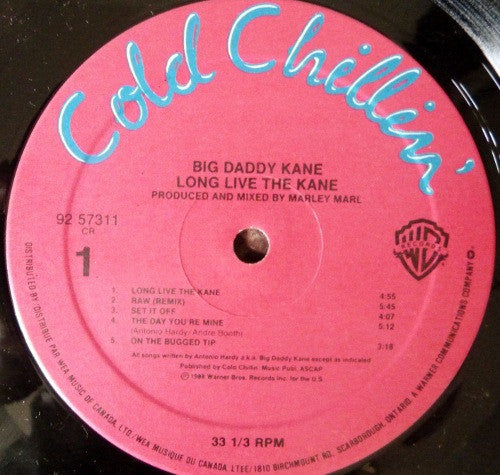 Cold Chillin'
BIG DADDY KANE
LONG LIVE THE KANE
PRODUCED AND MIXED BY MARLEY MARL
92 57311
CR
1
W
RECORDS
1. LONG LIVE THE KANE 4:55
2. RAW (REMIX) 5:45
3. SET IT OFF 4:07
4. THE DAY YOU'RE MINE 5:12
(Antonio Hardy/Andre Booth)
5. ON THE BUGGED TIP 3:18
All songs written by Antonio Hardy a.k.a. Big Daddy Kane except as indicated
Published by Cold Chillin' Music Publ. ASCAP
℗ 1988 Warner Bros. Records Inc. for the U.S.
33 1/3 RPM
DISTRIBUTED BY/DISTRIBUÉ PAR WEA MUSIC OF CANADA, LTD./WEA MUSIQUE DU CANADA, LTÉE/1810 BIRCHMOUNT RD., SCARBOROUGH, ONTARIO. A WARNER COMMUNICATIONS COMPANY